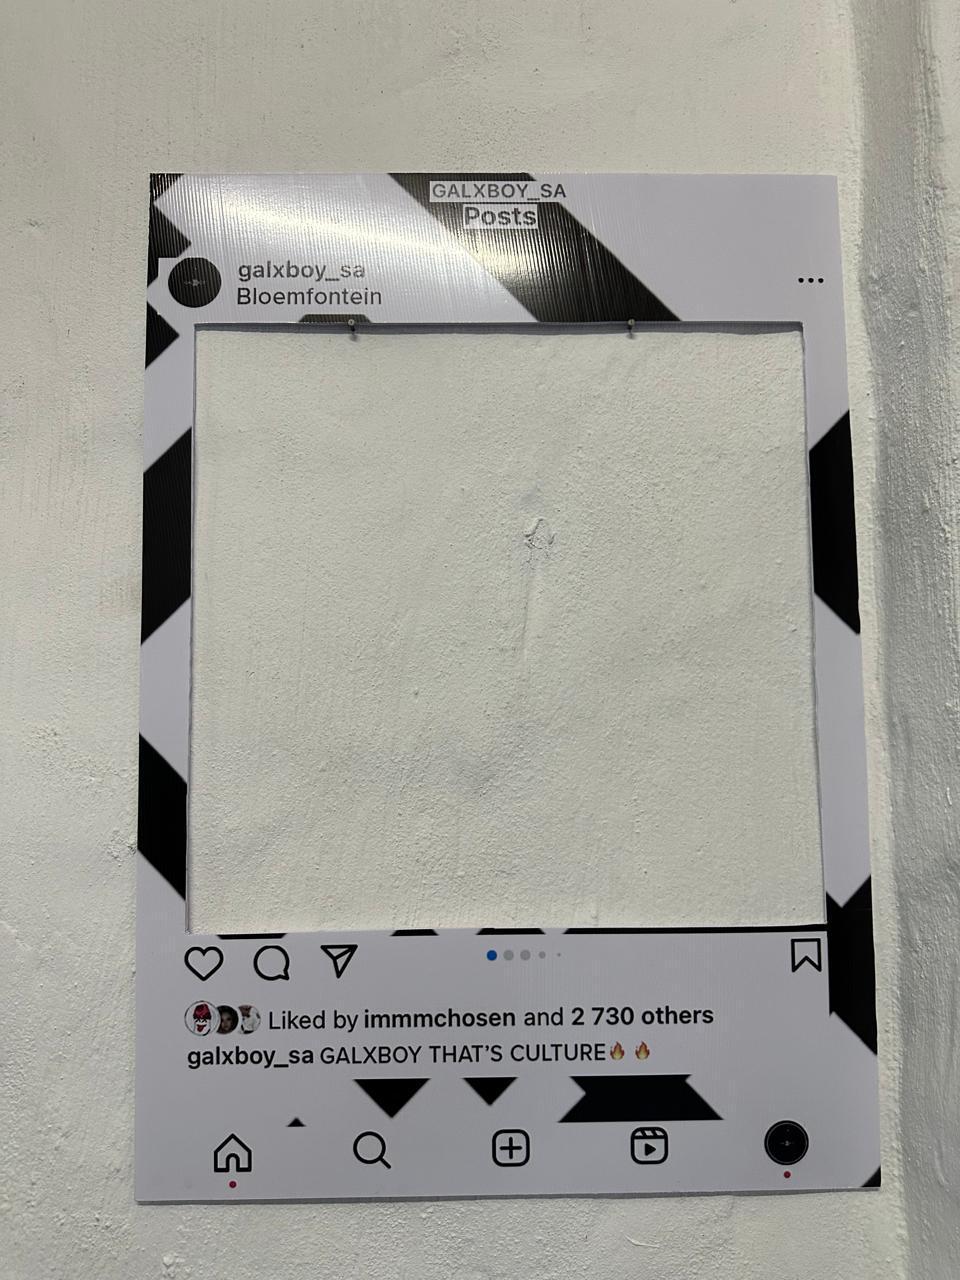 GALXBOY_SA
Posts
galxboy_sa
Bloemfontein
Liked by immmchosen and 2 730 others
galxboy_sa GALXBOY THAT'S CULTURE🔥 🔥